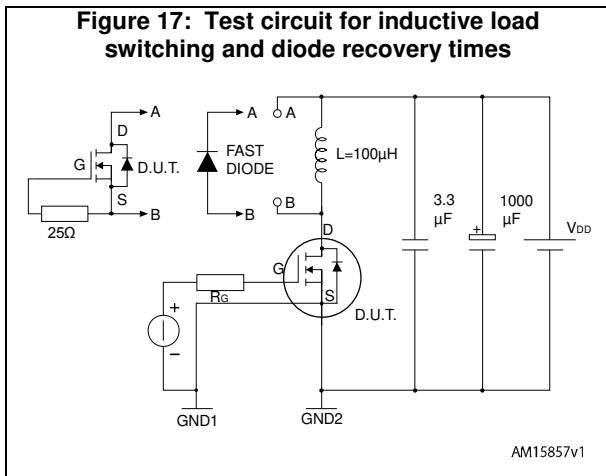 Figure 17: Test circuit for inductive load
switching and diode recovery times
A
D
G
D.U.T.
S
B
25Ω
A
FAST
DIODE
B
A
L=100µH
B
D
G
S
RG
D.U.T.
+
–
3.3
µF
+
1000
µF
VDD
GND1
GND2
AM15857v1